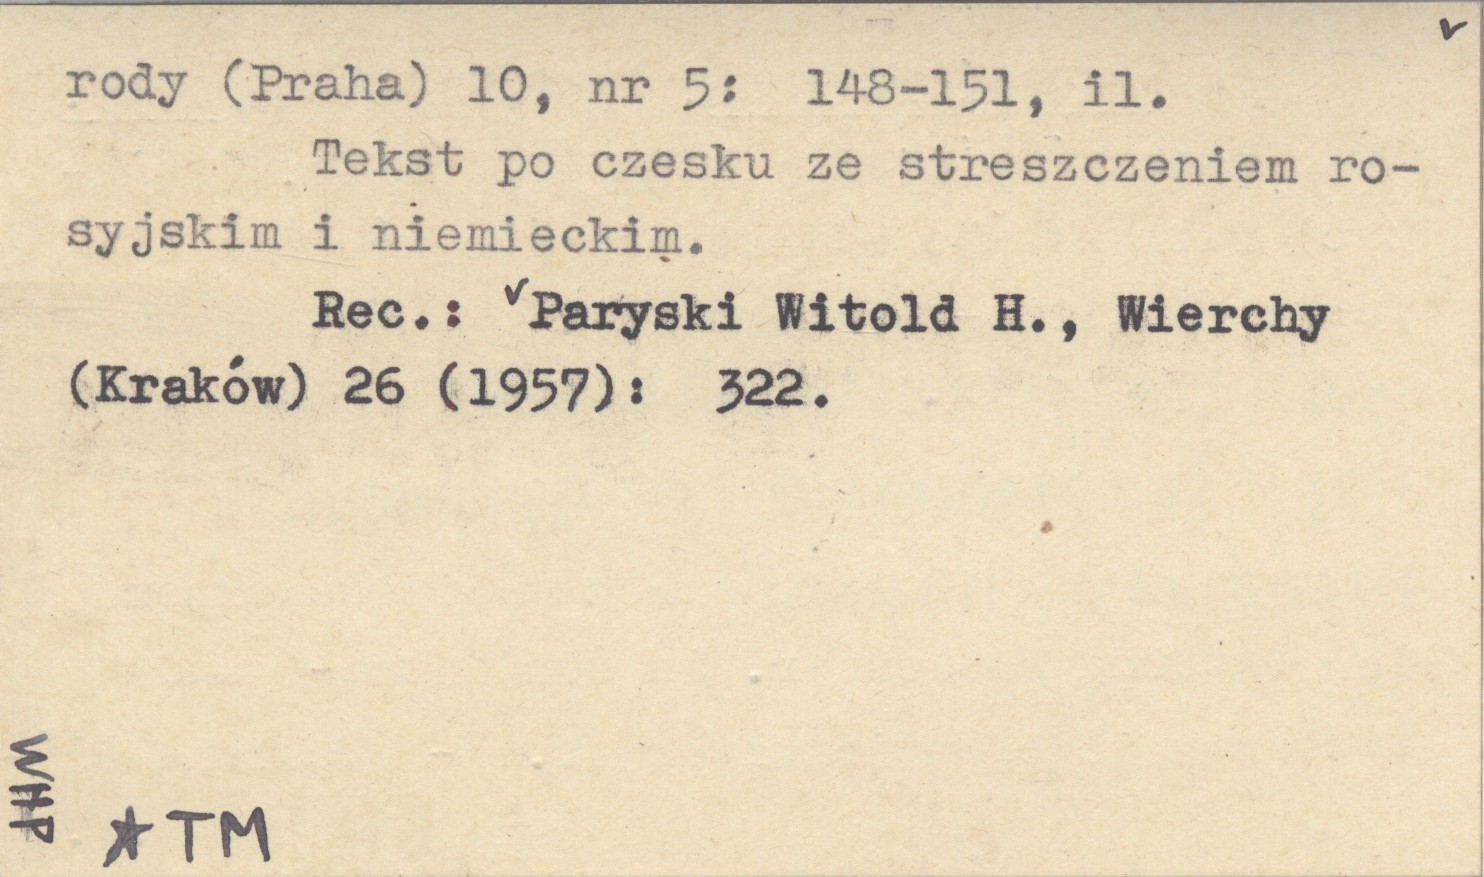 rody (Praha) 10, nr 5: 148-151, il.
Tekst po czesku ze streszczeniem ro-
syjskim i niemieckim.
Rec.: ✓Paryski Witold H., Wierchy
(Kraków) 26 (1957): 322.
WHP
★TM